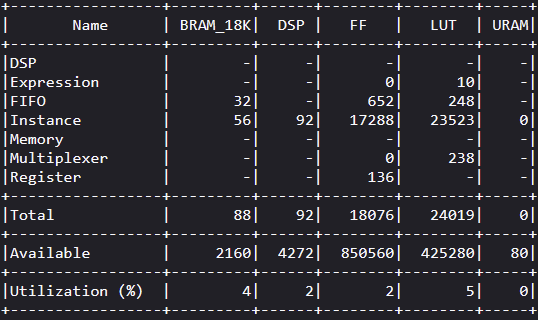 +-----------------+---------+------+--------+--------+-----+
|       Name      | BRAM_18K|  DSP |   FF   |   LUT  | URAM|
+-----------------+---------+------+--------+--------+-----+
|DSP              |        -|     -|       -|       -|    -|
|Expression       |        -|     -|       0|      10|    -|
|FIFO             |       32|     -|     652|     248|    -|
|Instance         |       56|    92|   17288|   23523|    0|
|Memory           |        -|     -|       -|       -|    -|
|Multiplexer      |        -|     -|       0|     238|    -|
|Register         |        -|     -|     136|       -|    -|
+-----------------+---------+------+--------+--------+-----+
|Total            |       88|    92|   18076|   24019|    0|
+-----------------+---------+------+--------+--------+-----+
|Available        |     2160|  4272|  850560|  425280|   80|
+-----------------+---------+------+--------+--------+-----+
|Utilization (%)  |        4|     2|       2|       5|    0|
+-----------------+---------+------+--------+--------+-----+